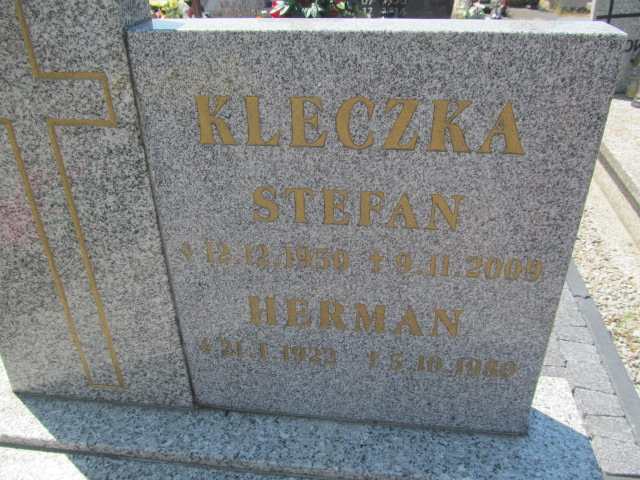 KLECZKA
STEFAN
* 12.12.1950 † 9.11.2009
HERMAN
* 21.1.1922 † 5.10.1980